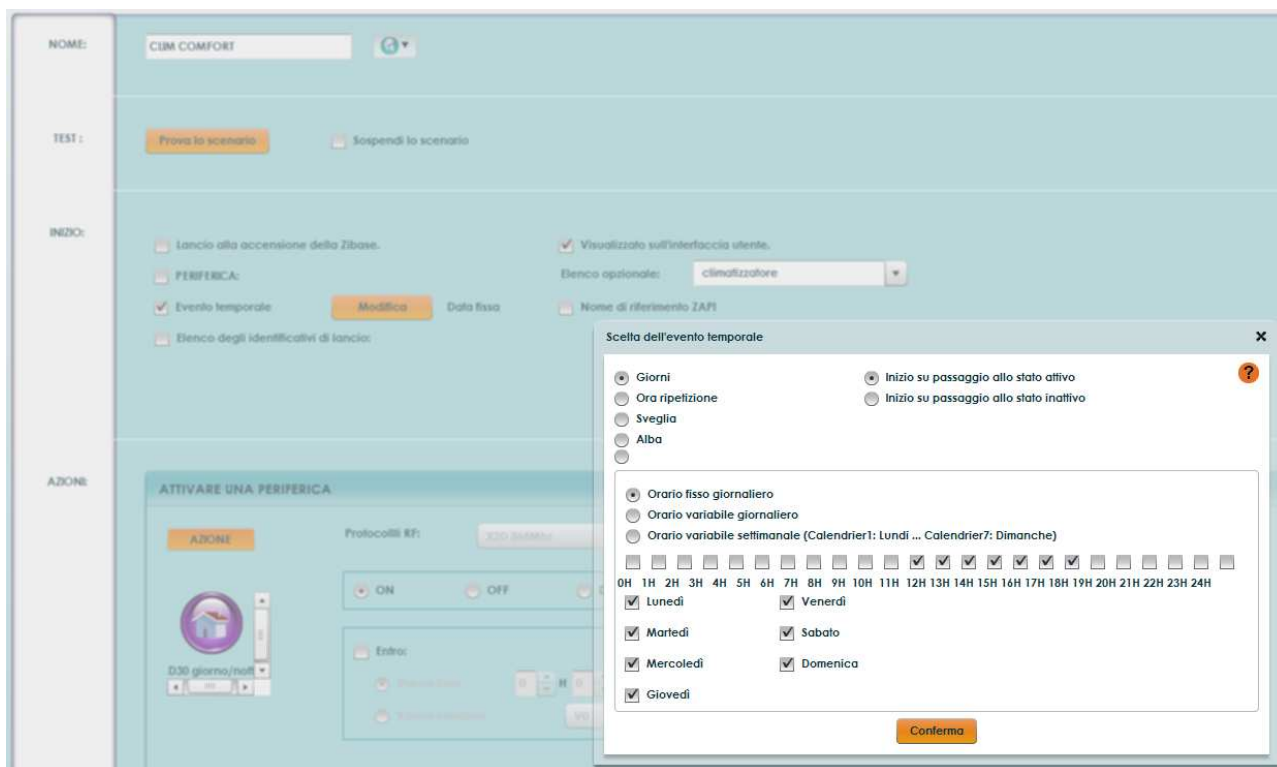 NOME:
CLIM COMFORT
TEST :
Prova lo scenario
Sospendi lo scenario
INIZIO:
Lancio alla accensione della Zibase.
Visualizzato sull'interfaccia utente.
PERIFERICA:
Elenco opzionale:
climatizzatore
Evento temporale
Modifica
Data fissa
Nome di riferimento ZAPI
Elenco degli identificativi di lancio:
Scelta dell'evento temporale
Giorni
Inizio su passaggio allo stato attivo
?
Ora ripetizione
Inizio su passaggio allo stato inattivo
Sveglia
Alba
Orario fisso giornaliero
Orario variabile giornaliero
Orario variabile settimanale (Calendrier1: Lundi ... Calendrier7: Dimanche)
0H 1H 2H 3H 4H 5H 6H 7H 8H 9H 10H 11H 12H 13H 14H 15H 16H 17H 18H 19H 20H 21H 22H 23H 24H
Lunedì
Venerdì
Martedì
Sabato
Mercoledì
Domenica
Giovedì
Conferma
AZIONI:
ATTIVARE UNA PERIFERICA
AZIONE
Protocolli RF:
ON
OFF
D30 giorno/nott
Entro:
0 H 0